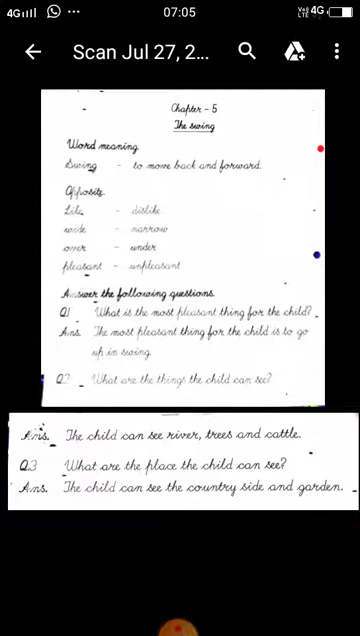 4G 07:05 Vo) LTE 4G
Scan Jul 27, 2...
Chapter - 5
The swing
Word meaning
Swing - to move back and forward.
Opposite
Like - dislike
wide - narrow
over - under
pleasant - unpleasant
Answer the following questions.
Q1 What is the most pleasant thing for the child?
Ans. The most pleasant thing for the child is to go
up in swing
Q2 What are the things the child can see?
Ans. The child can see river, trees and cattle.
Q.3 What are the place the child can see?
Ans. The child can see the country side and garden.